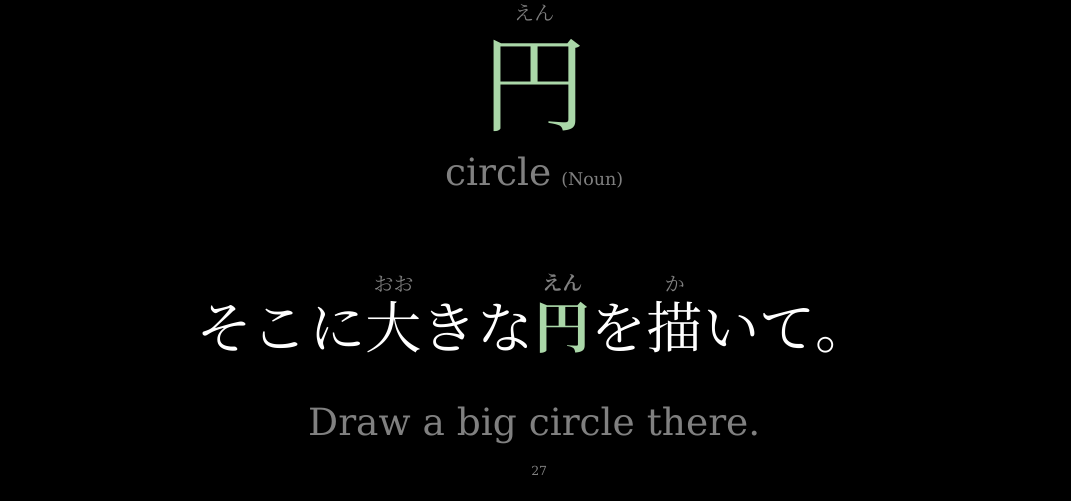 えん
円
circle (Noun)
おお えん か
そこに大きな円を描いて。
Draw a big circle there.
27